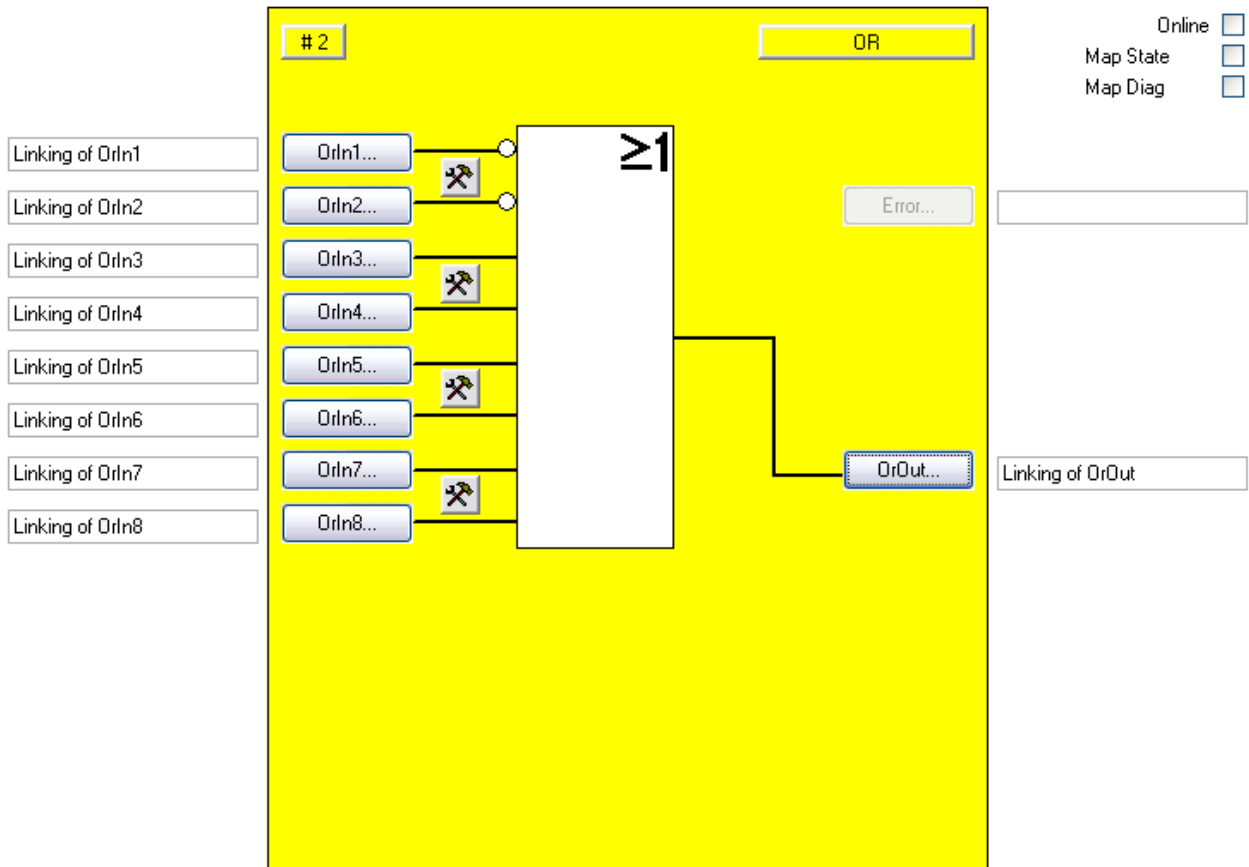 # 2
OR
Online
Map State
Map Diag
Linking of OrIn1
OrIn1...
≥1
Linking of OrIn2
OrIn2...
Error...
Linking of OrIn3
OrIn3...
Linking of OrIn4
OrIn4...
Linking of OrIn5
OrIn5...
Linking of OrIn6
OrIn6...
Linking of OrIn7
OrIn7...
OrOut...
Linking of OrOut
Linking of OrIn8
OrIn8...